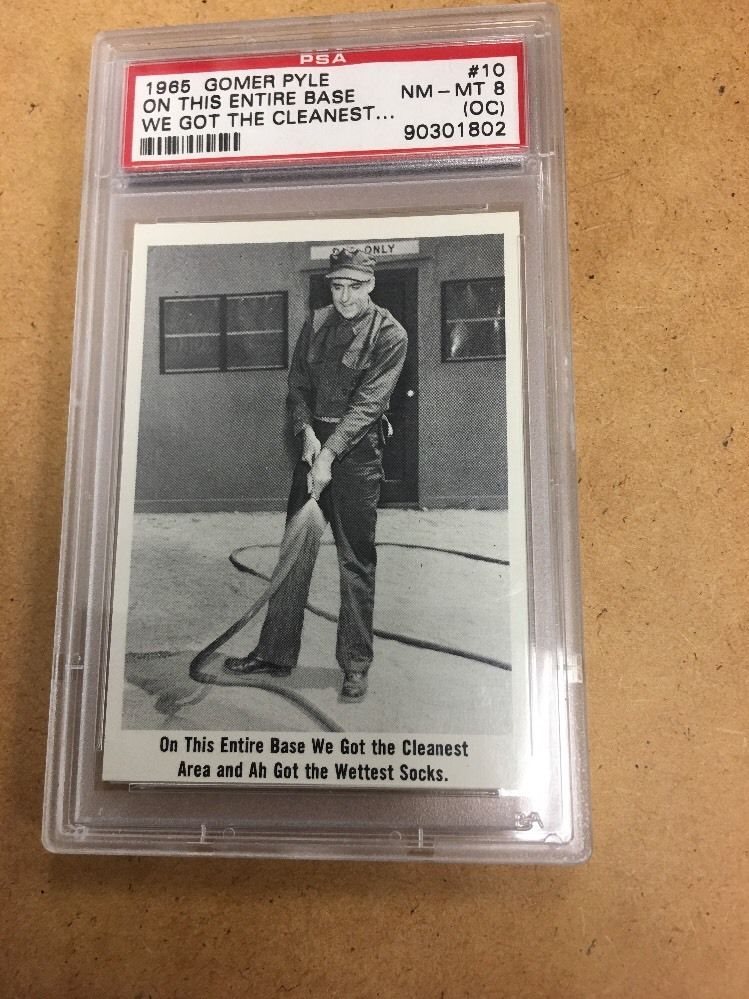 PSA
1965 GOMER PYLE #10
ON THIS ENTIRE BASE NM - MT 8
WE GOT THE CLEANEST... (OC)
90301802
ONLY
On This Entire Base We Got the Cleanest
Area and Ah Got the Wettest Socks.